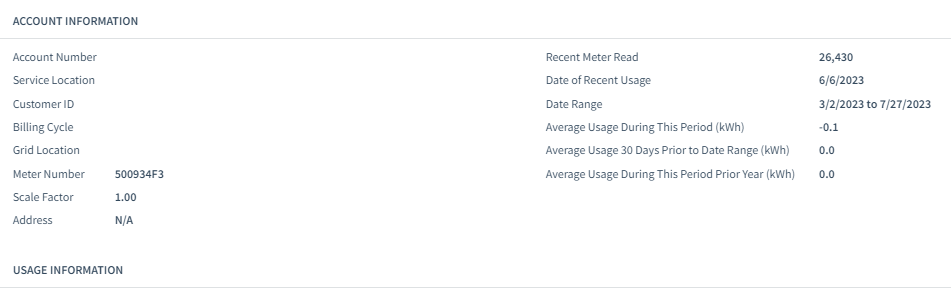 ACCOUNT INFORMATION
Account Number
Service Location
Customer ID
Billing Cycle
Grid Location
Meter Number 500934F3
Scale Factor 1.00
Address N/A
Recent Meter Read 26,430
Date of Recent Usage 6/6/2023
Date Range 3/2/2023 to 7/27/2023
Average Usage During This Period (kWh) -0.1
Average Usage 30 Days Prior to Date Range (kWh) 0.0
Average Usage During This Period Prior Year (kWh) 0.0
USAGE INFORMATION